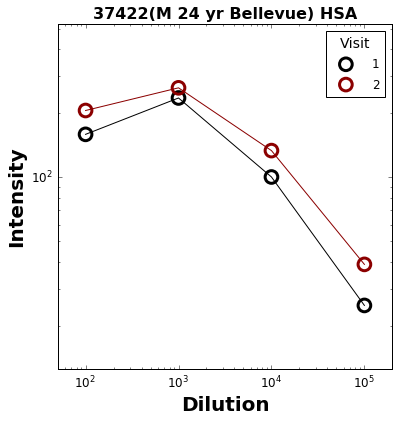 37422(M 24 yr Bellevue) HSA
Visit
1
2
Intensity
10²
10² 10³ 10⁴ 10⁵
Dilution